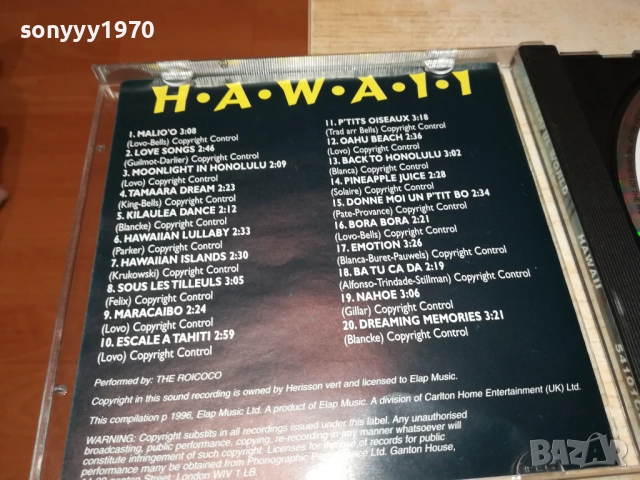 sonyyy1970
H•A•W•A•I•I
1. MALIO'O 3:08
(Lovo-Bells) Copyright Control
2. LOVE SONGS 2:46
(Guilmot-Darlier) Copyright Control
3. MOONLIGHT IN HONOLULU 2:09
(Lovo) Copyright Control
4. TAMAARA DREAM 2:23
(King-Bells) Copyright Control
5. KILAULEA DANCE 2:12
(Blancke) Copyright Control
6. HAWAIIAN LULLABY 2:33
(Parker) Copyright Control
7. HAWAIIAN ISLANDS 2:30
(Krukowski) Copyright Control
8. SOUS LES TILLEULS 3:05
(Felix) Copyright Control
9. MARACAIBO 2:24
(Lovo) Copyright Control
10. ESCALE A TAHITI 2:59
(Lovo) Copyright Control
11. P'TITS OISEAUX 3:18
(Trad arr Bells) Copyright Control
12. OAHU BEACH 2:36
(Lovo) Copyright Control
13. BACK TO HONOLULU 3:02
(Blanca) Copyright Control
14. PINEAPPLE JUICE 2:28
(Solaire) Copyright Control
15. DONNE MOI UN P'TIT BO 2:34
(Pate-Provance) Copyright Control
16. BORA BORA 2:21
(Lovo-Bells) Copyright Control
17. EMOTION 3:26
(Blanca-Buret-Pauwels) Copyright Control
18. BA TU CA DA 2:19
(Alfonso-Trindade-Stillman) Copyright Control
19. NAHOE 3:06
(Gillar) Copyright Control
20. DREAMING MEMORIES 3:21
(Blancke) Copyright Control
Performed by: THE ROICOCO
Copyright in this sound recording is owned by Herisson vert and licensed to Elap Music.
This compilation p 1996, Elap Music Ltd. A product of Elap Music. A division of Carlton Home Entertainment (UK) Ltd.
WARNING: Copyright substits in all recordings issued under this label. Any unauthorised
broadcasting, public performance, copying, re-recording in any manner whatsoever will
constitute infringement of such copyright. Licenses for the use of records for public
performance many be obtained from Phonographic Performance Ltd. Ganton House,
ganton Street, London WIV 1 LB.
WORLD
HAWAII
BAZAR